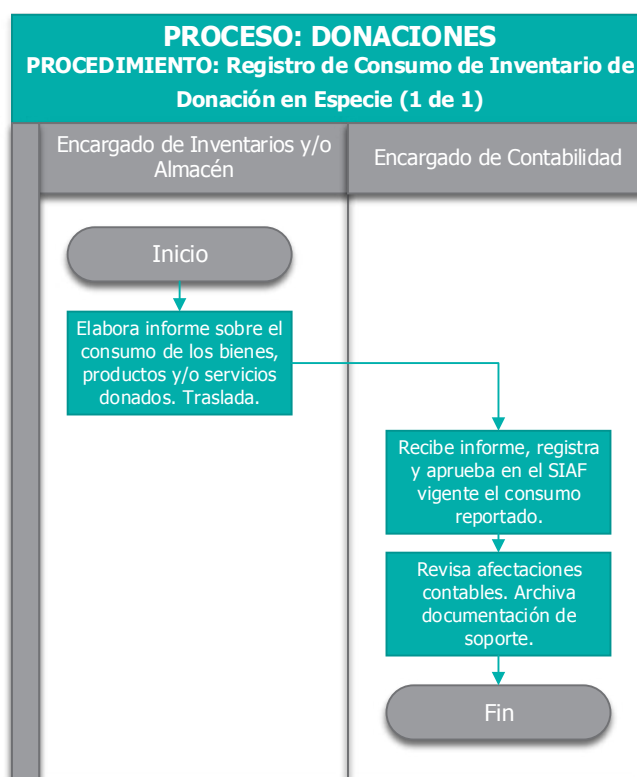 PROCESO: DONACIONES
PROCEDIMIENTO: Registro de Consumo de Inventario de
Donación en Especie (1 de 1)
Encargado de Inventarios y/o
Almacén
Encargado de Contabilidad
Inicio
Elabora informe sobre el
consumo de los bienes,
productos y/o servicios
donados. Traslada.
Recibe informe, registra
y aprueba en el SIAF
vigente el consumo
reportado.
Revisa afectaciones
contables. Archiva
documentación de
soporte.
Fin